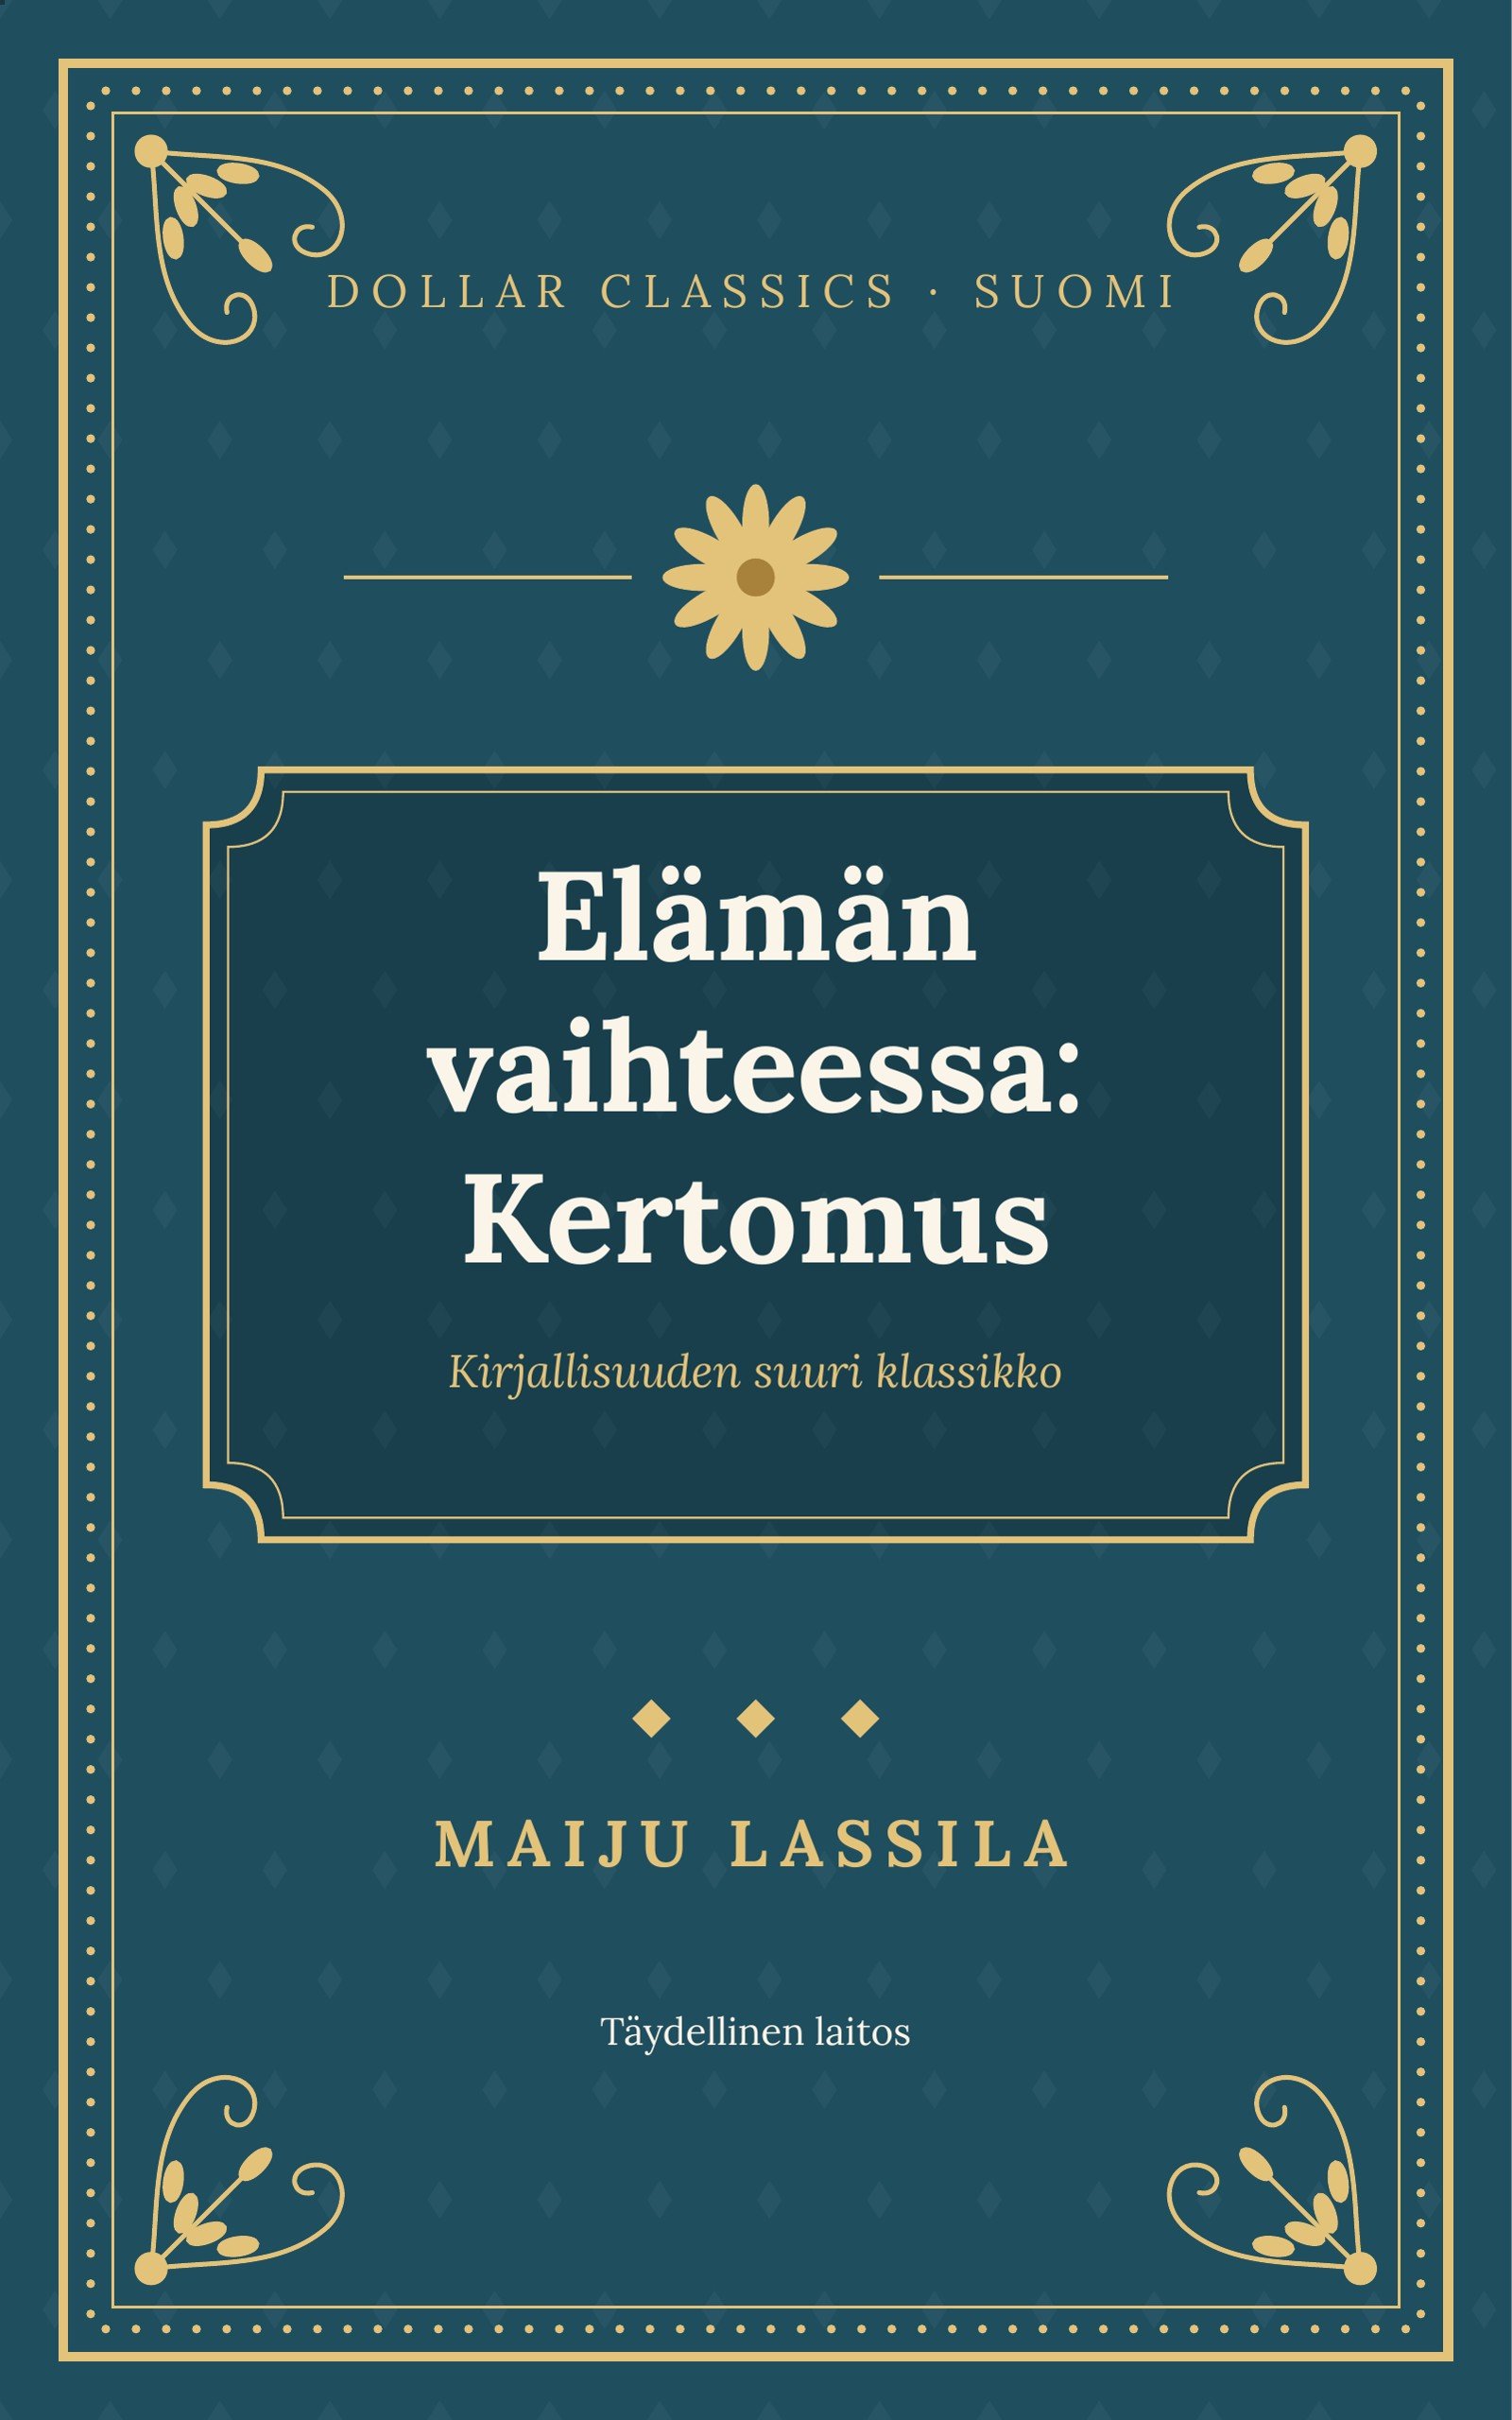 DOLLAR CLASSICS · SUOMI
Elämän
vaihteessa:
Kertomus
Kirjallisuuden suuri klassikko
MAIJU LASSILA
Täydellinen laitos